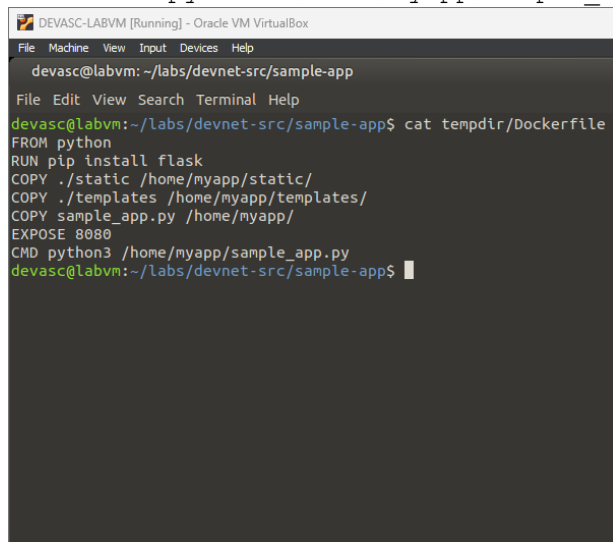 DEVASC-LABVM [Running] - Oracle VM VirtualBox
File Machine View Input Devices Help
devasc@labvm: ~/labs/devnet-src/sample-app
File Edit View Search Terminal Help
devasc@labvm:~/labs/devnet-src/sample-app$ cat tempdir/Dockerfile
FROM python
RUN pip install flask
COPY ./static /home/myapp/static/
COPY ./templates /home/myapp/templates/
COPY sample_app.py /home/myapp/
EXPOSE 8080
CMD python3 /home/myapp/sample_app.py
devasc@labvm:~/labs/devnet-src/sample-app$